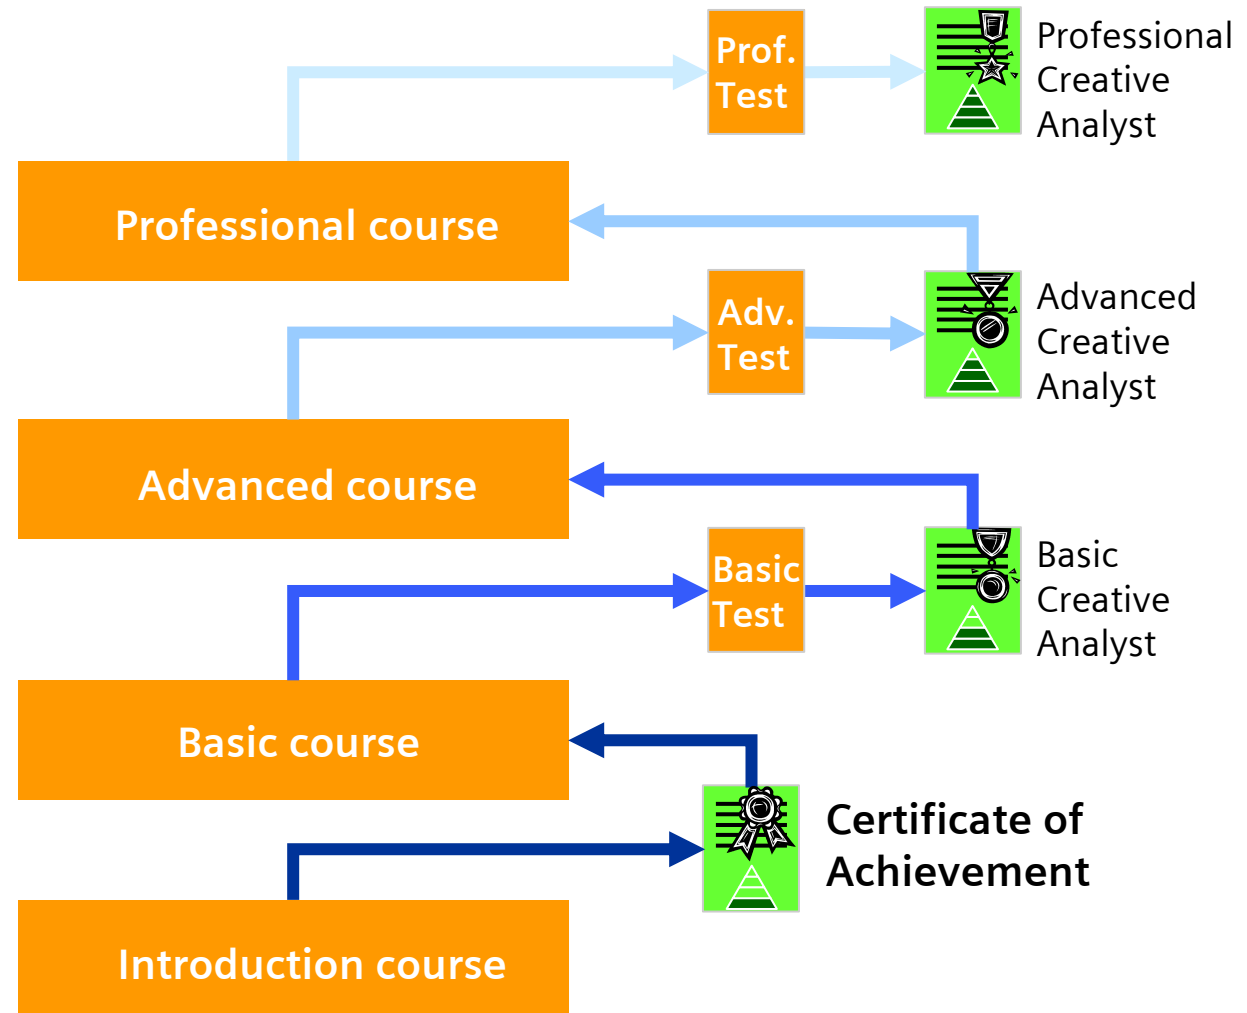 Prof.
Test
Professional
Creative
Analyst
Professional course
Adv.
Test
Advanced
Creative
Analyst
Advanced course
Basic
Test
Basic
Creative
Analyst
Basic course
Certificate of
Achievement
Introduction course